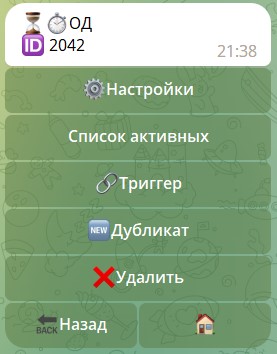 ⏳⏱ОД
🆔 2042
21:38
⚙Настройки
Список активных
🔗Триггер
🆕Дубликат
❌Удалить
🔙Назад
🏠